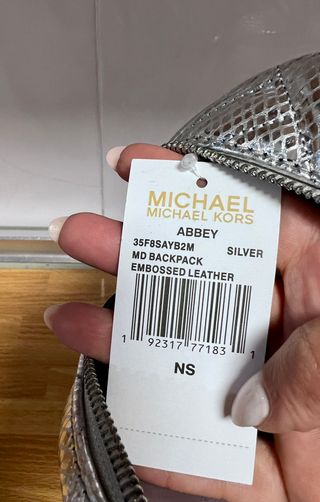 MICHAEL
MICHAEL KORS
ABBEY
35F8SAYB2M SILVER
MD BACKPACK
EMBOSSED LEATHER
1 92317 77183 1
NS